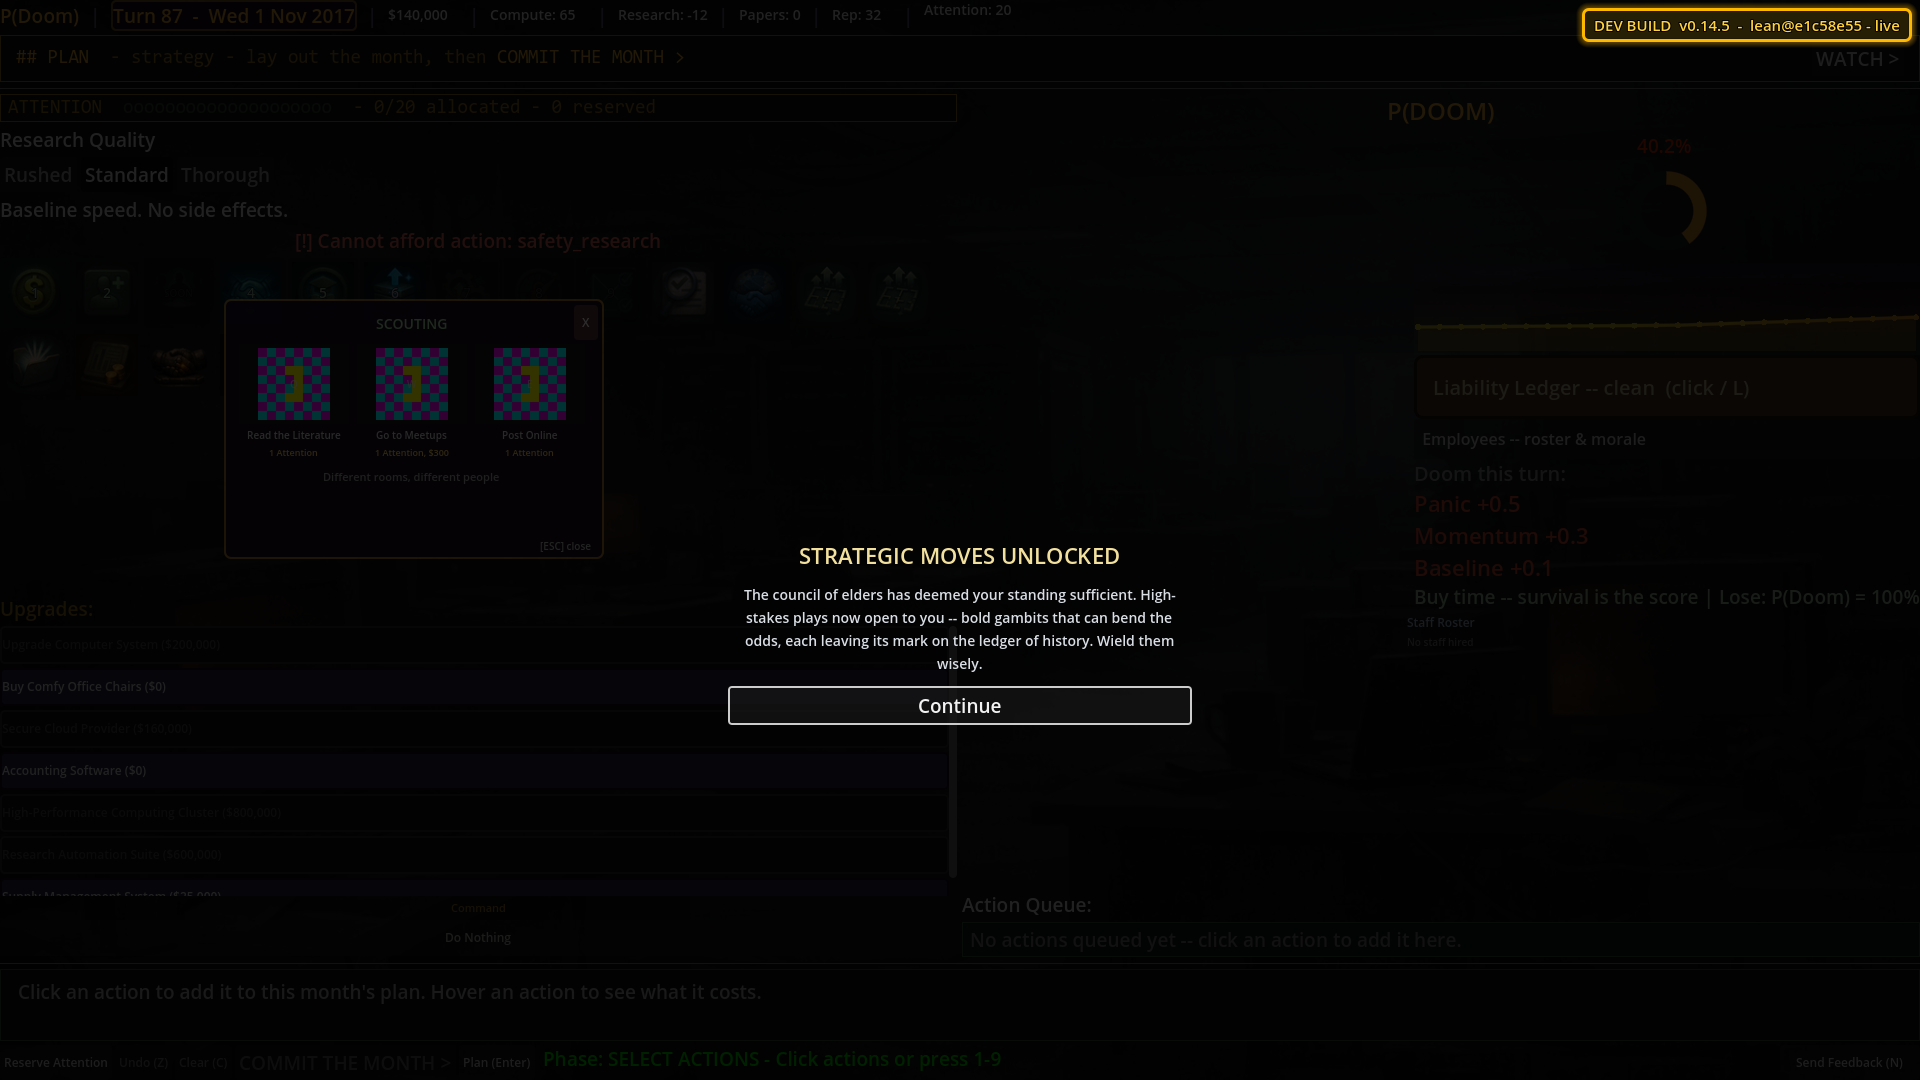 P(Doom) | Turn 87 - Wed 1 Nov 2017 | $140,000 | Compute: 65 | Research: -12 | Papers: 0 | Rep: 32 | Attention: 20
DEV BUILD v0.14.5 - lean@e1c58e55 - live
## PLAN - strategy - lay out the month, then COMMIT THE MONTH >
WATCH >
ATTENTION oooooooooooooooooooo - 0/20 allocated - 0 reserved
P(DOOM)
40.2%
Research Quality
Rushed Standard Thorough
Baseline speed. No side effects.
[!] Cannot afford action: safety_research
2 4 5 6
SCOUTING
X
Read the Literature
1 Attention
Go to Meetups
1 Attention, $300
Post Online
1 Attention
Different rooms, different people
[ESC] close
Liability Ledger -- clean (click / L)
Employees -- roster & morale
Doom this turn:
Panic +0.5
Momentum +0.3
Baseline +0.1
Buy time -- survival is the score | Lose: P(Doom) = 100%
Staff Roster
No staff hired
STRATEGIC MOVES UNLOCKED
The council of elders has deemed your standing sufficient. High-
stakes plays now open to you -- bold gambits that can bend the
odds, each leaving its mark on the ledger of history. Wield them
wisely.
Continue
Upgrades:
Upgrade Computer System ($200,000)
Buy Comfy Office Chairs ($0)
Secure Cloud Provider ($160,000)
Accounting Software ($0)
High-Performance Computing Cluster ($800,000)
Research Automation Suite ($600,000)
Supply Management System ($25,000)
Command
Do Nothing
Action Queue:
No actions queued yet -- click an action to add it here.
Click an action to add it to this month's plan. Hover an action to see what it costs.
Reserve Attention Undo (Z) Clear (C) COMMIT THE MONTH > Plan (Enter) Phase: SELECT ACTIONS - Click actions or press 1-9
Send Feedback (N)